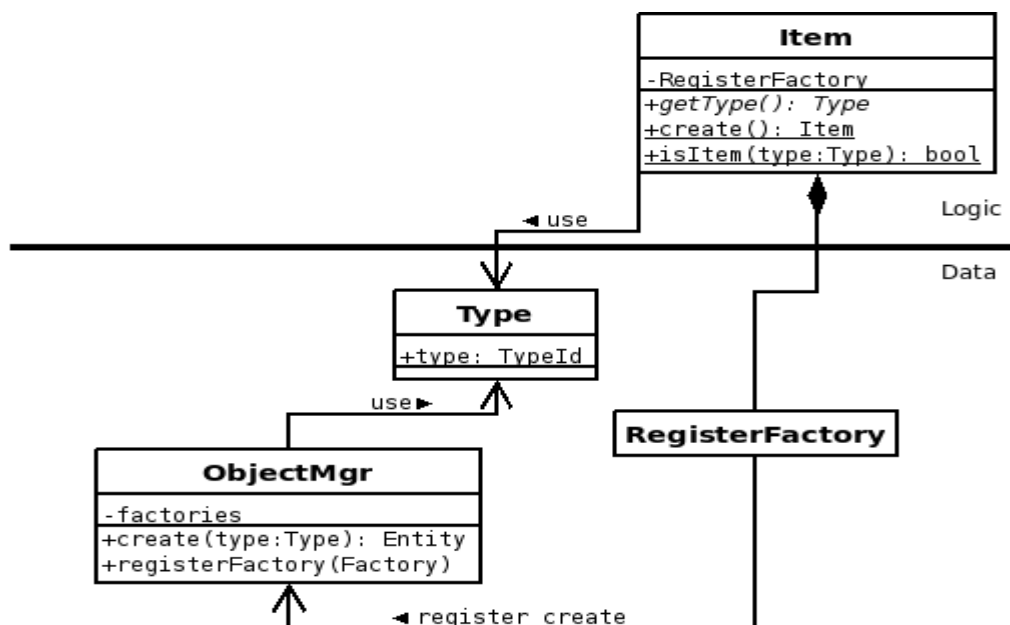 Item
-RegisterFactory
+getType(): Type
+create(): Item
+isItem(type:Type): bool
Logic
◄ use
Data
Type
+type: TypeId
use►
RegisterFactory
ObjectMgr
-factories
+create(type:Type): Entity
+registerFactory(Factory)
◄ register create